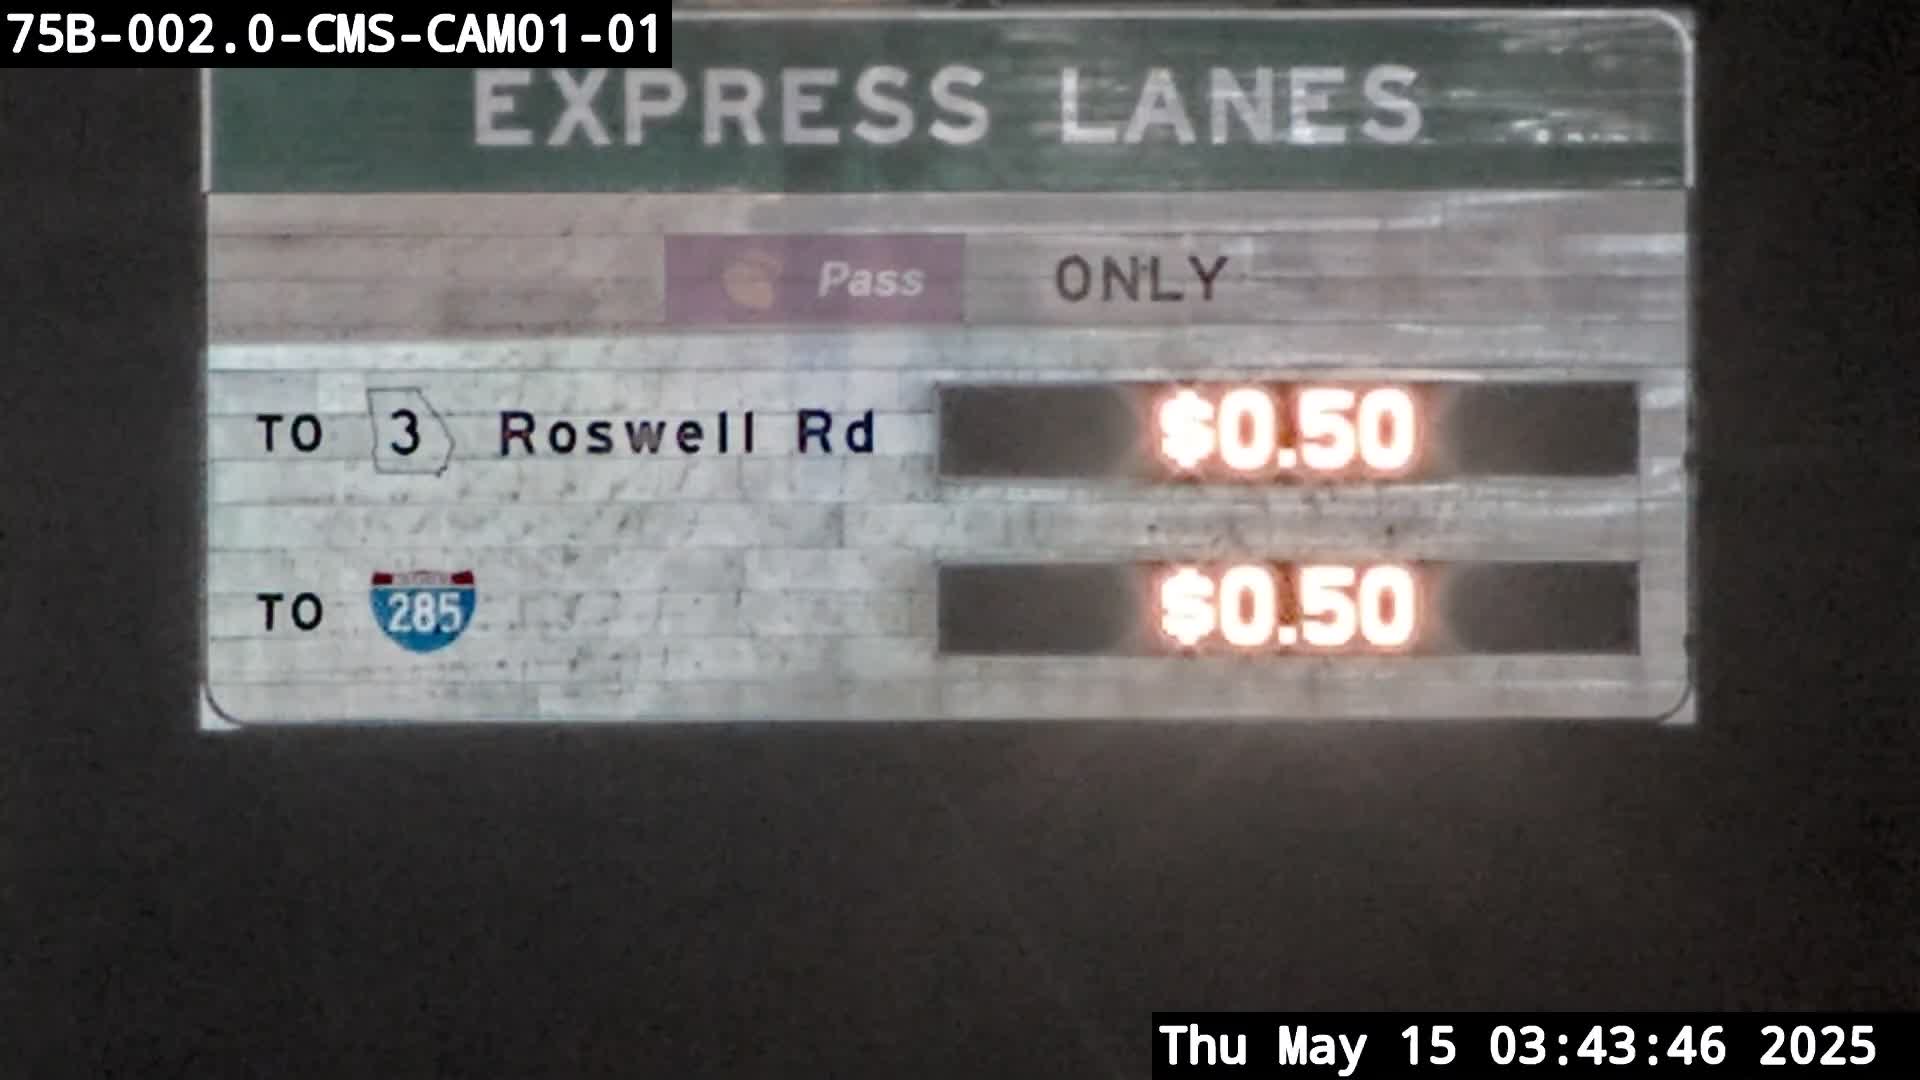 75B-002.0-CMS-CAM01-01
EXPRESS LANES
Pass ONLY
TO 3 Roswell Rd $0.50
TO 285 $0.50
Thu May 15 03:43:46 2025